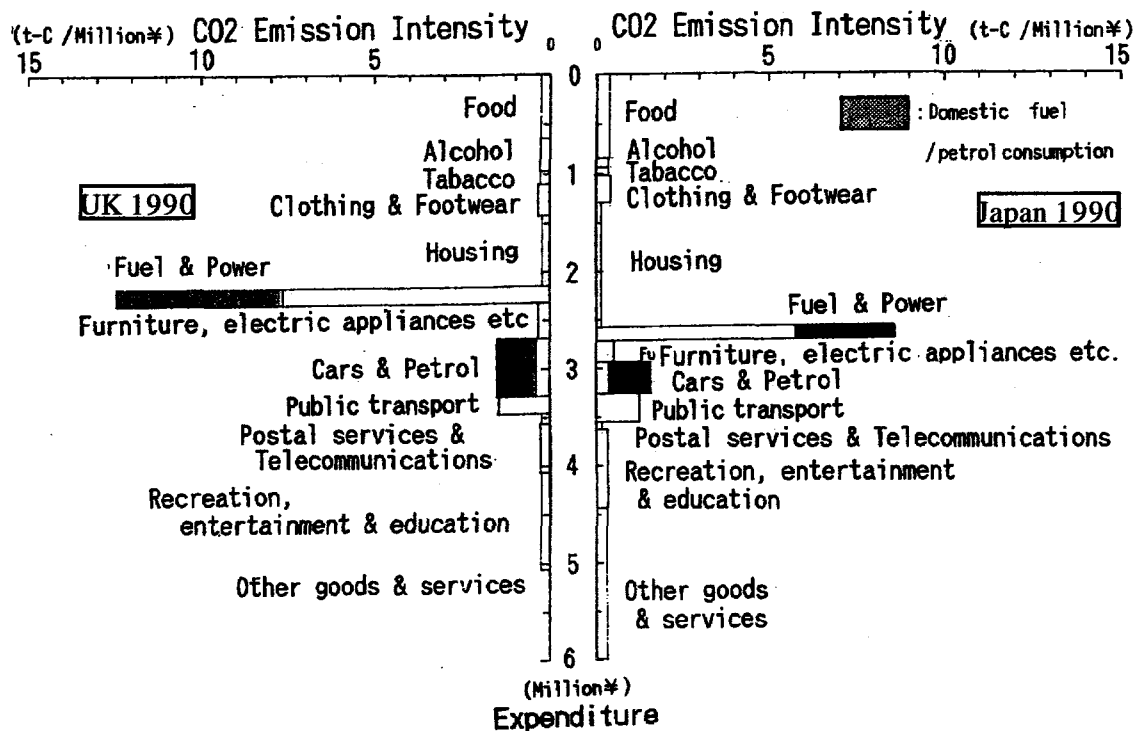 (t-C /Million¥) CO2 Emission Intensity
15 10 5 0
Food
Alcohol
Tabacco
UK 1990
Clothing & Footwear
Housing
Fuel & Power
Furniture, electric appliances etc
Cars & Petrol
Public transport
Postal services &
Telecommunications
Recreation,
entertainment & education
Other goods & services
0
1
2
3
4
5
6
(Million¥)
Expenditure
CO2 Emission Intensity (t-C /Million¥)
0 5 10 15
:Domestic fuel
/petrol consumption
Food
Alcohol
Tabacco
Clothing & Footwear
Japan 1990
Housing
Fuel & Power
Fu Furniture, electric appliances etc.
Cars & Petrol
Public transport
Postal services & Telecommunications
Recreation, entertainment
& education
Other goods
& services